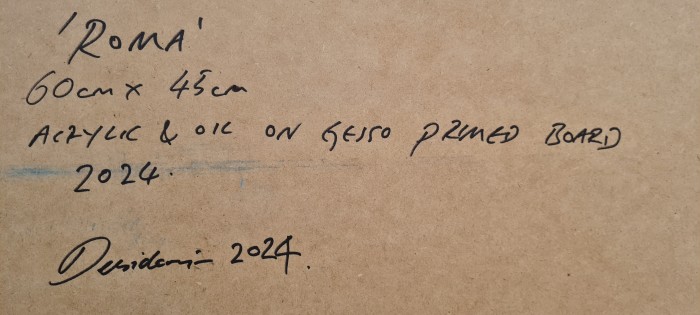 'ROMA'
60cm x 45cm
ACRYLIC & OIL ON GESSO PRIMED BOARD
2024.
2024.